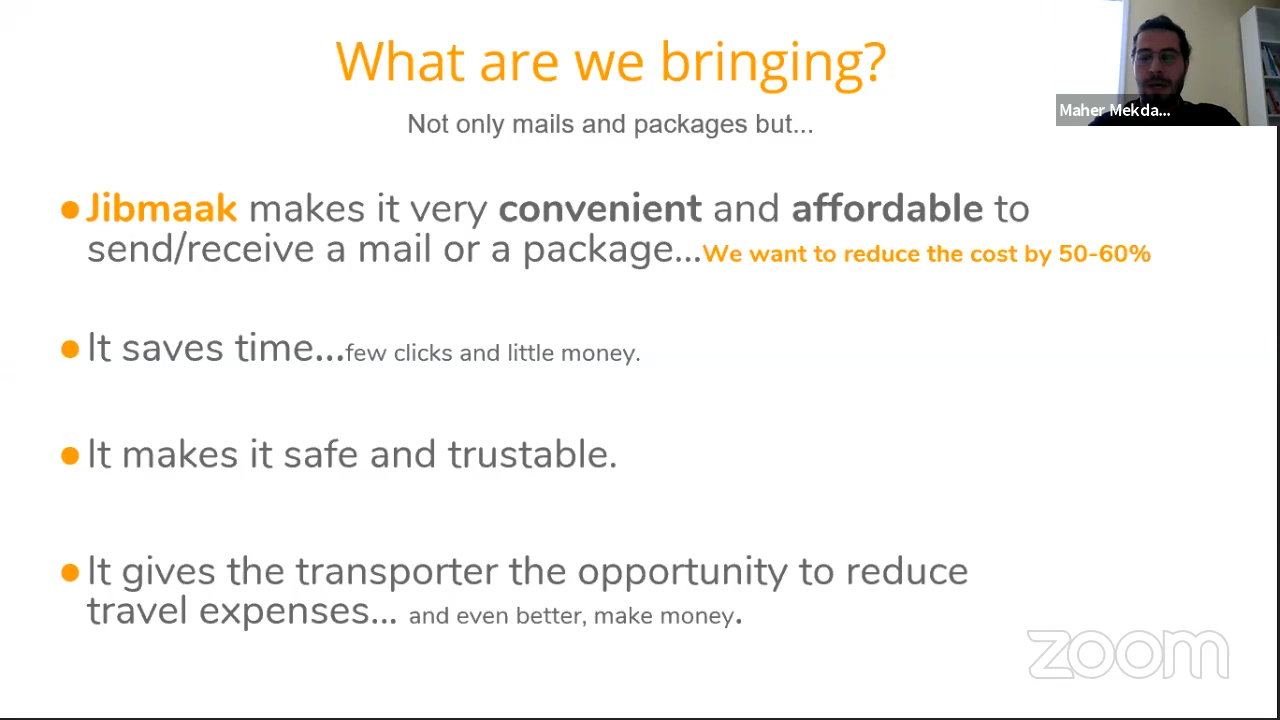 What are we bringing?
Not only mails and packages but...
Maher Mekda...
●Jibmaak makes it very convenient and affordable to
send/receive a mail or a package...We want to reduce the cost by 50-60%
●It saves time...few clicks and little money.
●It makes it safe and trustable.
●It gives the transporter the opportunity to reduce
travel expenses... and even better, make money.
zoom